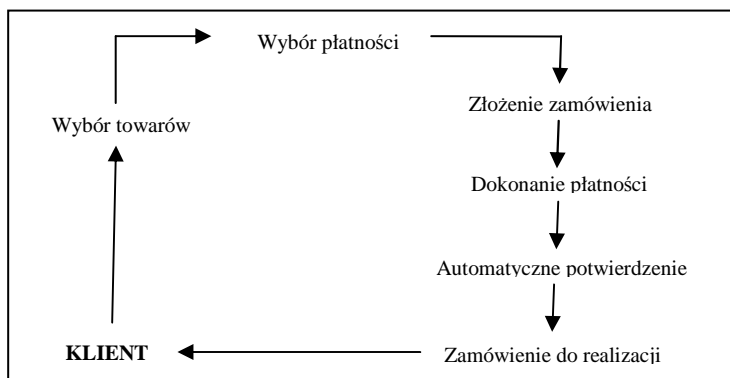 Wybór płatności
Złożenie zamówienia
Wybór towarów
Dokonanie płatności
Automatyczne potwierdzenie
KLIENT
Zamówienie do realizacji